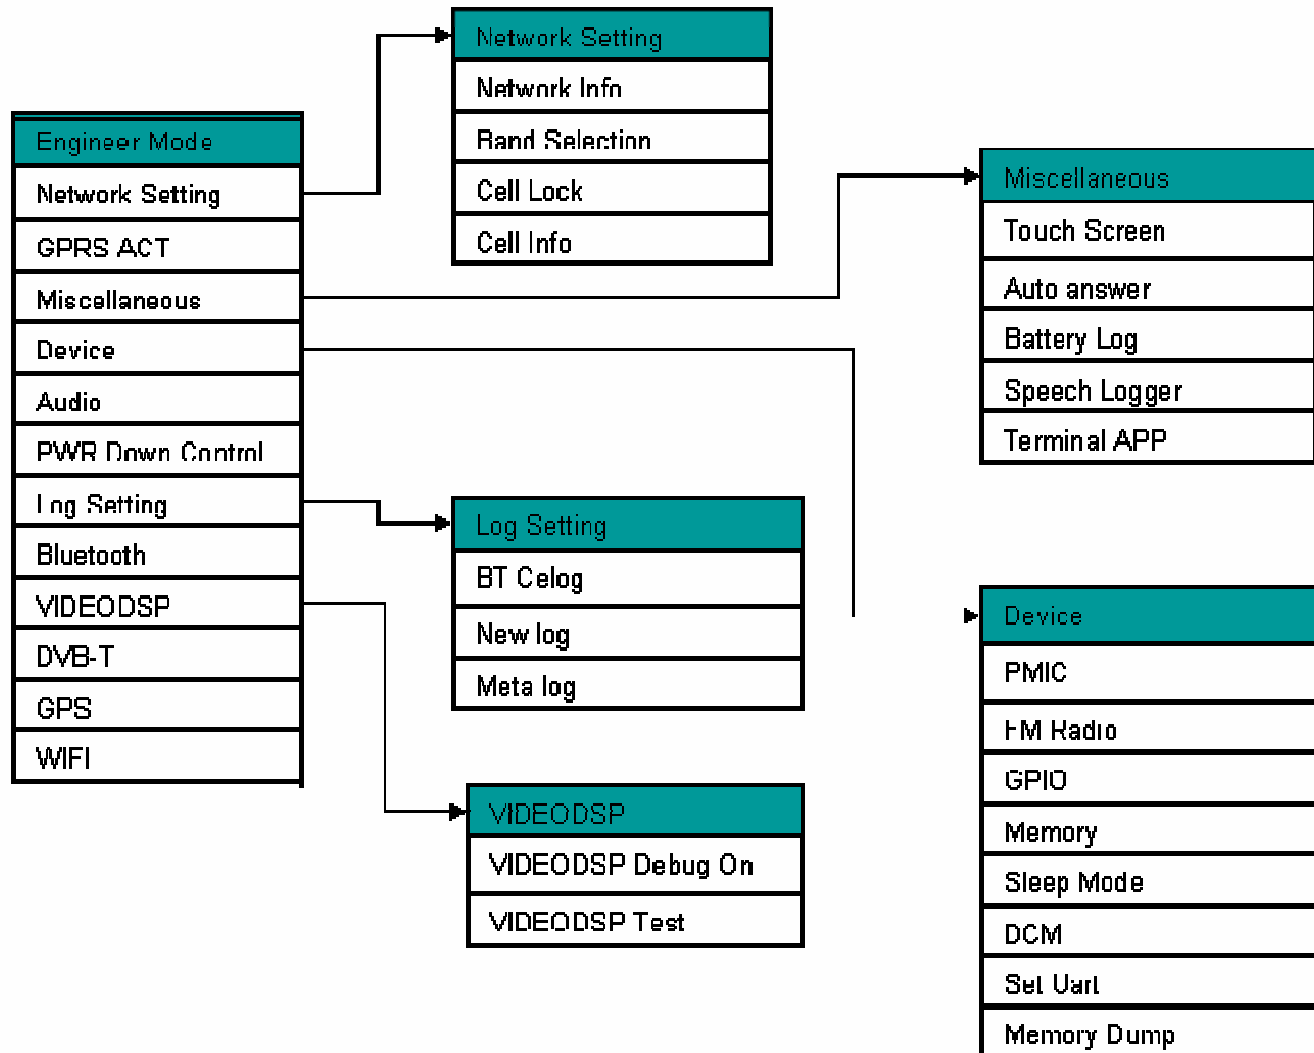 Engineer Mode
Network Setting
GPRS ACT
Miscellaneous
Device
Audio
PWR Down Control
Log Setting
Bluetooth
VIDEODSP
DVB-T
GPS
WIFI
Network Setting
Network Info
Band Selection
Cell Lock
Cell Info
Log Setting
BT Celog
New log
Meta log
VIDEODSP
VIDEODSP Debug On
VIDEODSP Test
Miscellaneous
Touch Screen
Auto answer
Battery Log
Speech Logger
Terminal APP
Device
PMIC
FM Radio
GPIO
Memory
Sleep Mode
DCM
Set Uart
Memory Dump